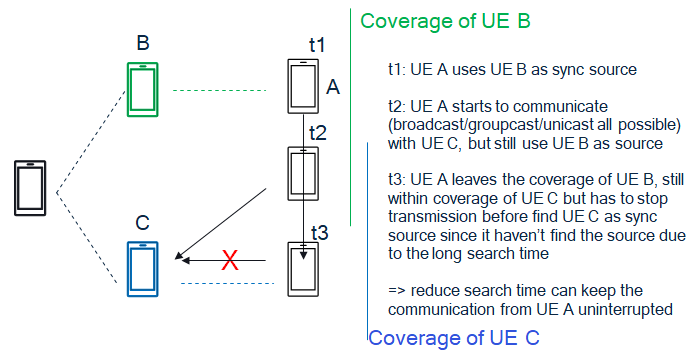 Coverage of UE B
B
t1
A
t1: UE A uses UE B as sync source
t2
t2: UE A starts to communicate
(broadcast/groupcast/unicast all possible)
with UE C, but still use UE B as source
C
t3
X
t3: UE A leaves the coverage of UE B, still
within coverage of UE C but has to stop
transmission before find UE C as sync
source since it haven't find the source due
to the long search time
=> reduce search time can keep the
communication from UE A uninterrupted
Coverage of UE C